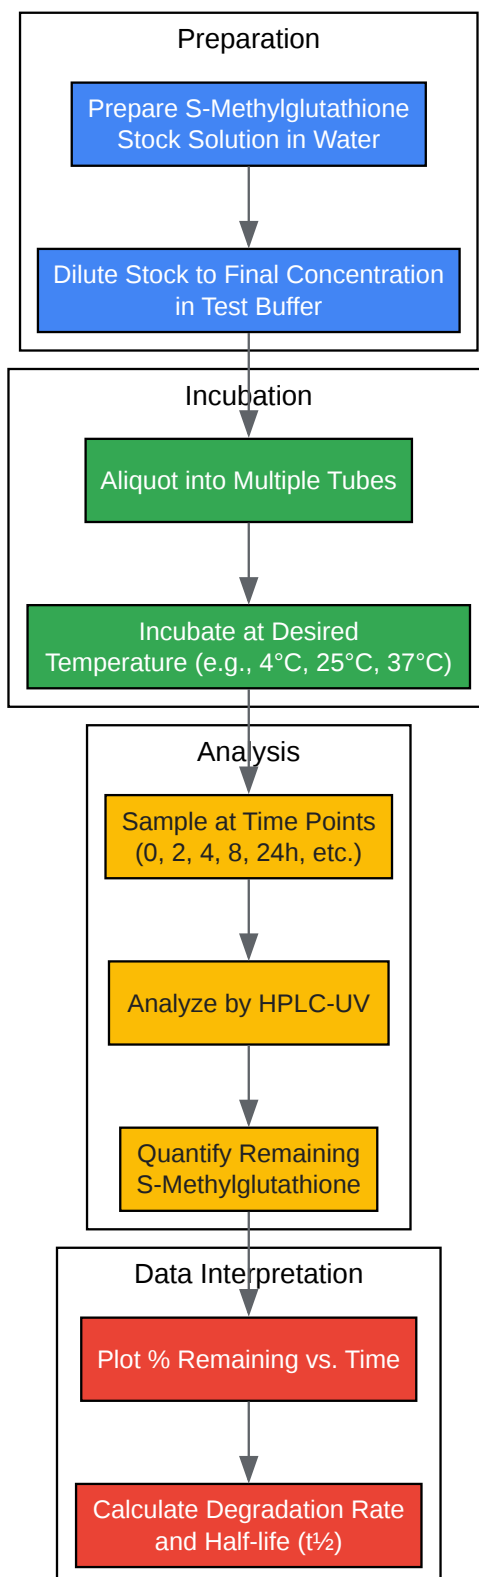 Preparation
Prepare S-Methylglutathione
Stock Solution in Water
Dilute Stock to Final Concentration
in Test Buffer
Incubation
Aliquot into Multiple Tubes
Incubate at Desired
Temperature (e.g., 4°C, 25°C, 37°C)
Analysis
Sample at Time Points
(0, 2, 4, 8, 24h, etc.)
Analyze by HPLC-UV
Quantify Remaining
S-Methylglutathione
Data Interpretation
Plot % Remaining vs. Time
Calculate Degradation Rate
and Half-life (t½)